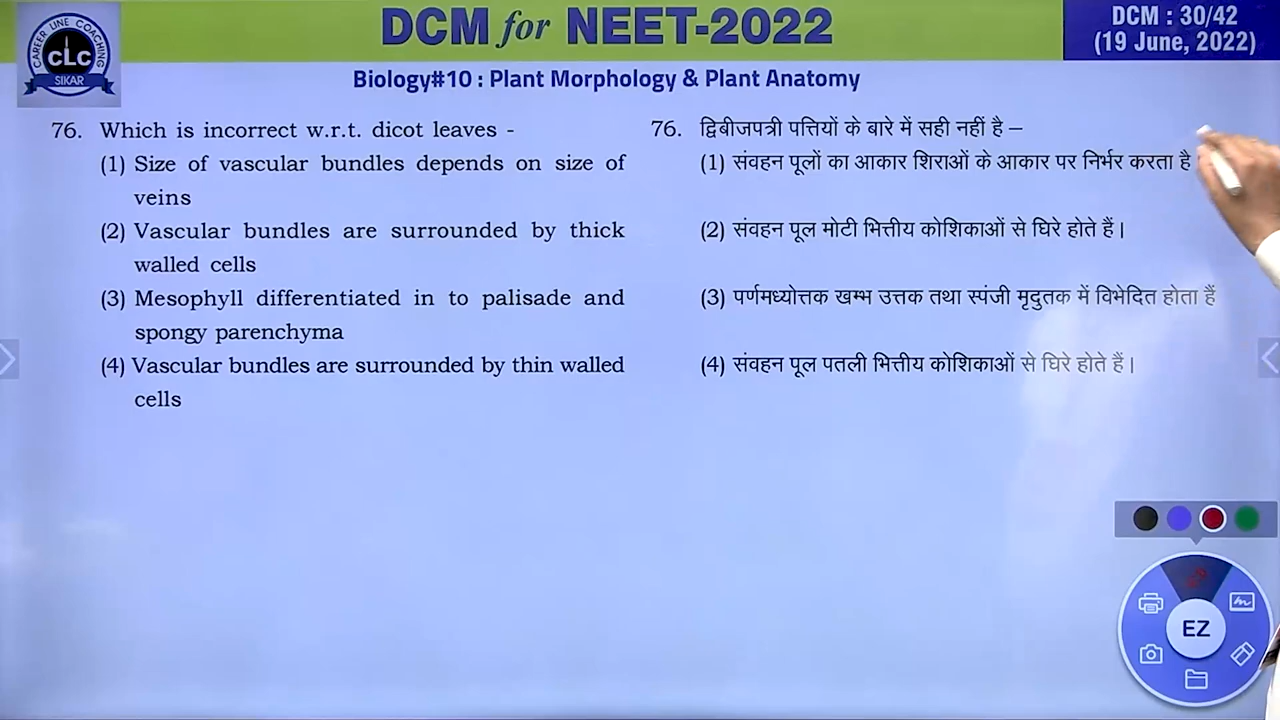 CAREER LINE COACHING
CLC
SIKAR
DCM for NEET-2022
DCM : 30/42
(19 June, 2022)
Biology#10 : Plant Morphology & Plant Anatomy
76. Which is incorrect w.r.t. dicot leaves -
(1) Size of vascular bundles depends on size of
veins
(2) Vascular bundles are surrounded by thick
walled cells
(3) Mesophyll differentiated in to palisade and
spongy parenchyma
(4) Vascular bundles are surrounded by thin walled
cells
76. द्विबीजपत्री पत्तियों के बारे में सही नहीं है –
(1) संवहन पूलों का आकार शिराओं के आकार पर निर्भर करता है
(2) संवहन पूल मोटी भित्तीय कोशिकाओं से घिरे होते हैं।
(3) पर्णमध्योत्तक खम्भ उत्तक तथा स्पंजी मृदुतक में विभेदित होता हैं
(4) संवहन पूल पतली भित्तीय कोशिकाओं से घिरे होते हैं।
EZ